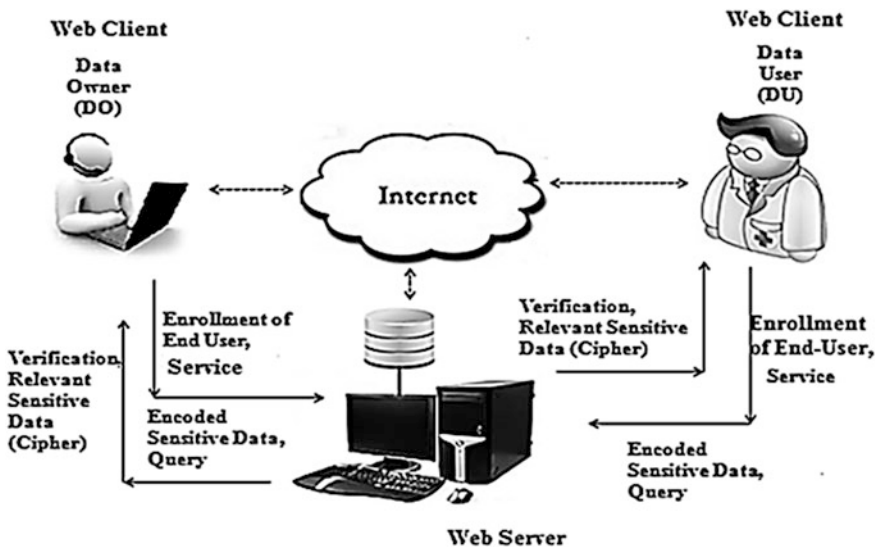 Web Client
Data
Owner
(DO)
Web Client
Data
User
(DU)
Internet
Enrollment of
End User,
Service
Verification,
Relevant
Sensitive
Data
(Cipher)
Encoded
Sensitive Data,
Query
Verification,
Relevant Sensitive
Data (Cipher)
Enrollment
of End-User,
Service
Encoded
Sensitive Data,
Query
Web Server